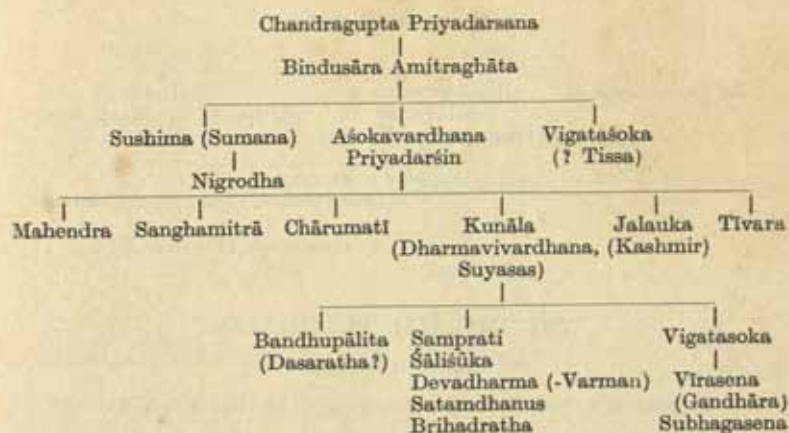 Chandragupta Priyadarsana
Bindusāra Amitraghāta
Sushima (Sumana) Aśokavardhana Vigataśoka
Priyadarśin (? Tissa)
Nigrodha
Mahendra Sanghamitrā Chārumatī Kunāla Jalauka Tīvara
(Dharmavivardhana, (Kashmir)
Suyasas)
Bandhupālita Samprati Vigatasoka
(Dasaratha?) Śāliśūka
Devadharma (-Varman) Vīrasena
Satamdhanus (Gandhāra)
Brihadratha Subhagasena